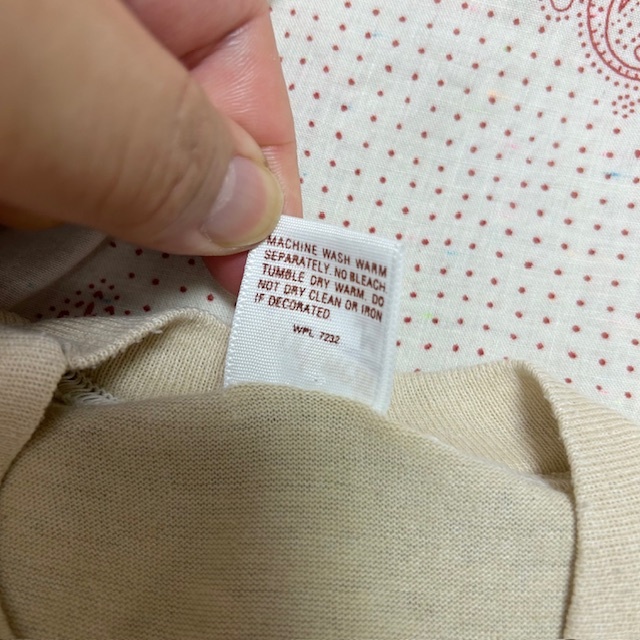 MACHINE WASH WARM
SEPARATELY. NO BLEACH
TUMBLE DRY WARM. DO
NOT DRY CLEAN OR IRON
IF DECORATED.
WPL 7232